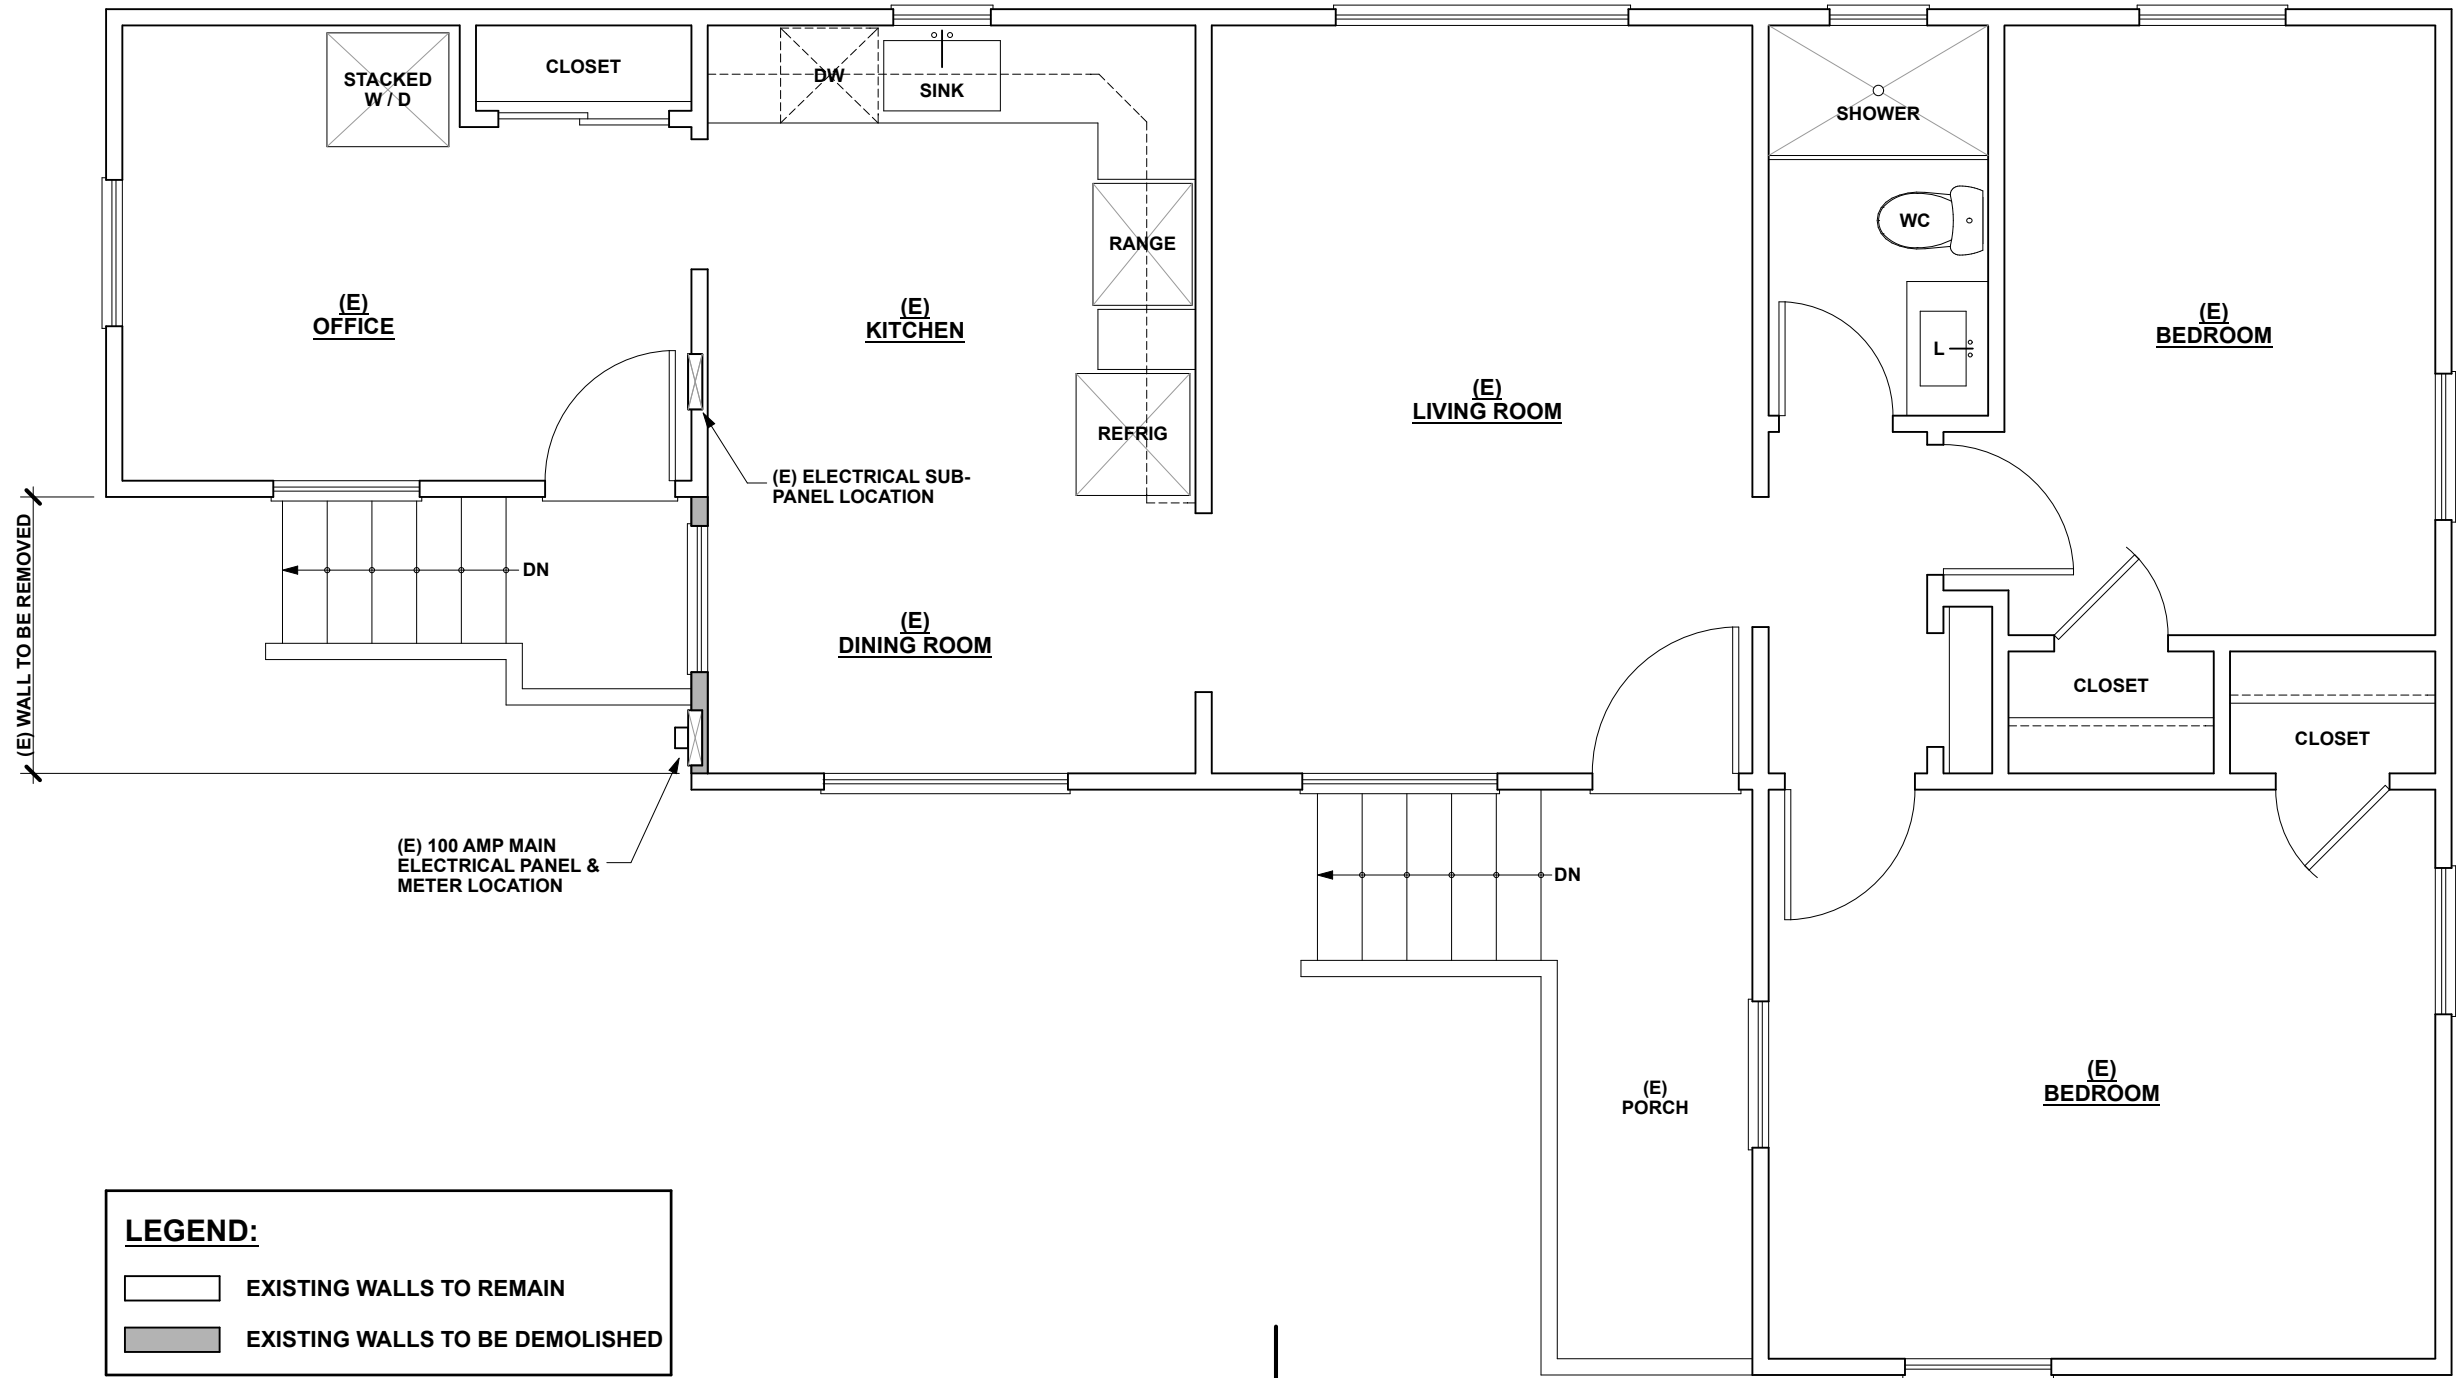 STACKED
W / D
CLOSET
DW
SINK
SHOWER
WC
RANGE
(E)
OFFICE
(E)
KITCHEN
(E)
BEDROOM
L
(E)
LIVING ROOM
REFRIG
(E) ELECTRICAL SUB-
PANEL LOCATION
(E) WALL TO BE REMOVED
DN
(E)
DINING ROOM
CLOSET
CLOSET
(E) 100 AMP MAIN
ELECTRICAL PANEL &
METER LOCATION
DN
(E)
PORCH
(E)
BEDROOM
LEGEND:
EXISTING WALLS TO REMAIN
EXISTING WALLS TO BE DEMOLISHED